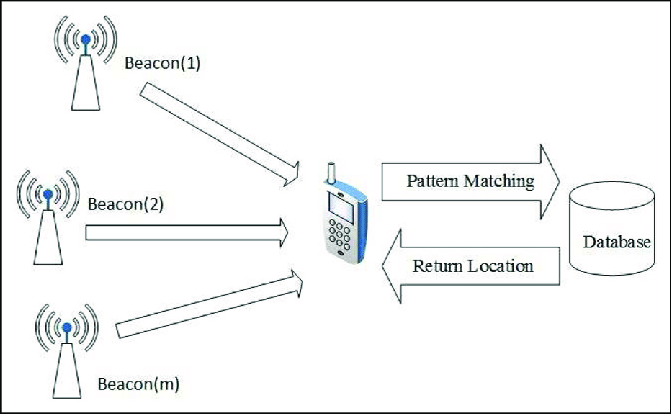 Beacon(1)
Pattern Matching
Beacon(2)
Database
Return Location
Beacon(m)